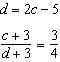 d = 2c − 5
c + 3 / d + 3 = 3 / 4